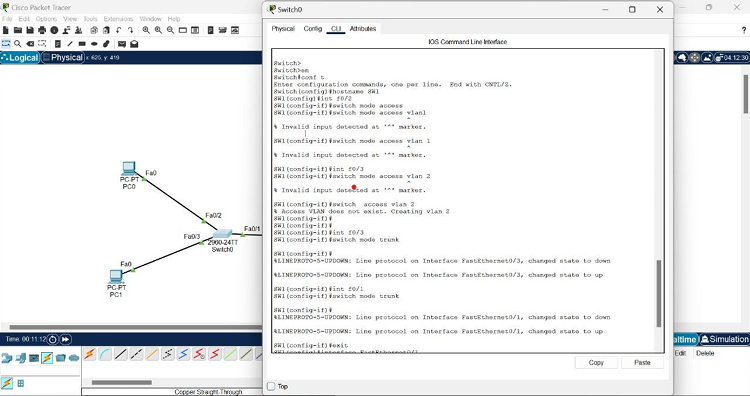 Cisco Packet Tracer
File Edit Options View Tools Extensions Window Help
Logical Physical x: 625, y: 419
04:12:30
Switch0
Physical Config CLI Attributes
IOS Command Line Interface
Switch>
Switch>en
Switch#conf t
Enter configuration commands, one per line. End with CNTL/Z.
Switch(config)#hostname SW1
SW1(config)#int f0/2
SW1(config-if)#switch mode access
SW1(config-if)#switch mode access vlan1
^
% Invalid input detected at '^' marker.
SW1(config-if)#switch mode access vlan 1
^
% Invalid input detected at '^' marker.
SW1(config-if)#int f0/3
SW1(config-if)#switch mode access vlan 2
^
% Invalid input detected at '^' marker.
SW1(config-if)#switch access vlan 2
% Access VLAN does not exist. Creating vlan 2
SW1(config-if)#
SW1(config-if)#
SW1(config-if)#int f0/3
SW1(config-if)#switch mode trunk
SW1(config-if)#
%LINEPROTO-5-UPDOWN: Line protocol on Interface FastEthernet0/3, changed state to down
%LINEPROTO-5-UPDOWN: Line protocol on Interface FastEthernet0/3, changed state to up
SW1(config-if)#int f0/1
SW1(config-if)#switch mode trunk
SW1(config-if)#
%LINEPROTO-5-UPDOWN: Line protocol on Interface FastEthernet0/1, changed state to down
%LINEPROTO-5-UPDOWN: Line protocol on Interface FastEthernet0/1, changed state to up
SW1(config-if)#exit
SW1(config)#interface FastEthernet0/1
Copy Paste
Top
Fa0
PC-PT
PC0
Fa0/2
Fa0/1
Fa0/3
2960-24TT
Switch0
Fa0
PC-PT
PC1
Time: 00:11:12
ealtime Simulation
Edit Delete
Copper Straight-Through